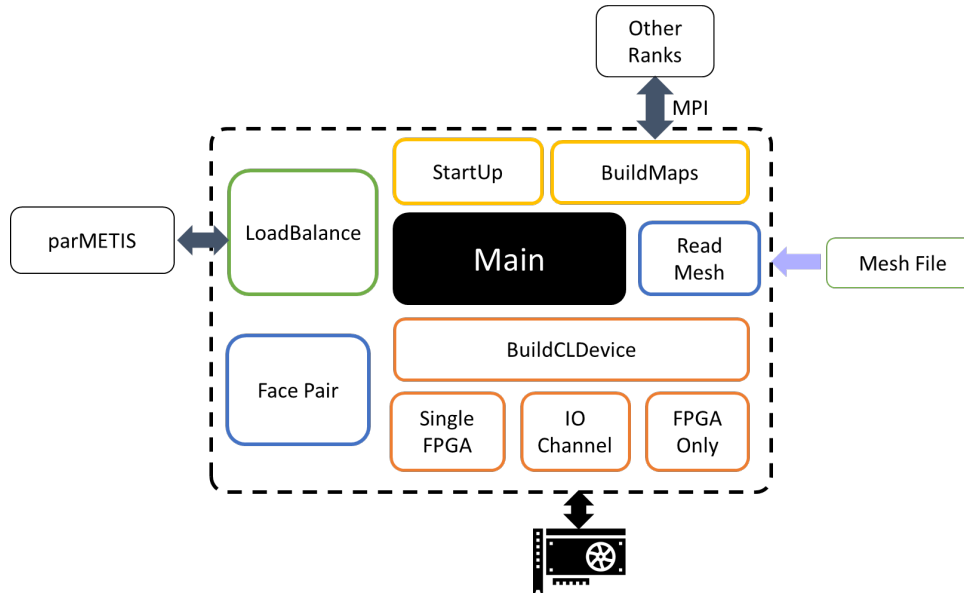 Other
Ranks
MPI
StartUp
BuildMaps
LoadBalance
parMETIS
Main
Read
Mesh
Mesh File
BuildCLDevice
Face Pair
Single
FPGA
IO
Channel
FPGA
Only